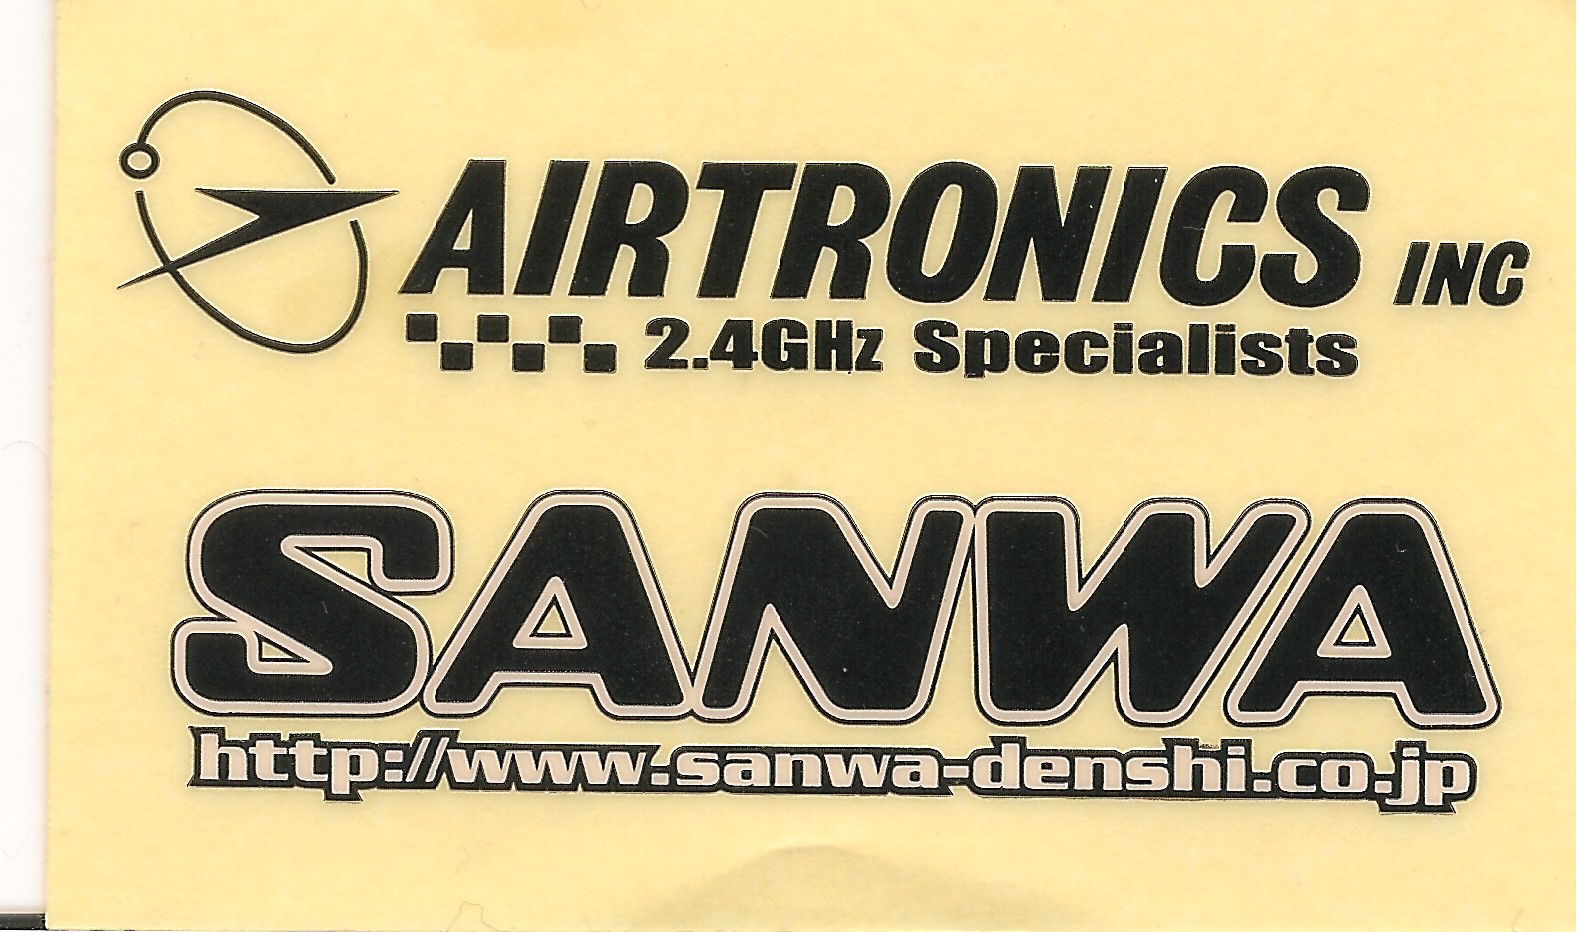 AIRTRONICS INC
2.4GHz Specialists
SANWA
http://www.sanwa-denshi.co.jp